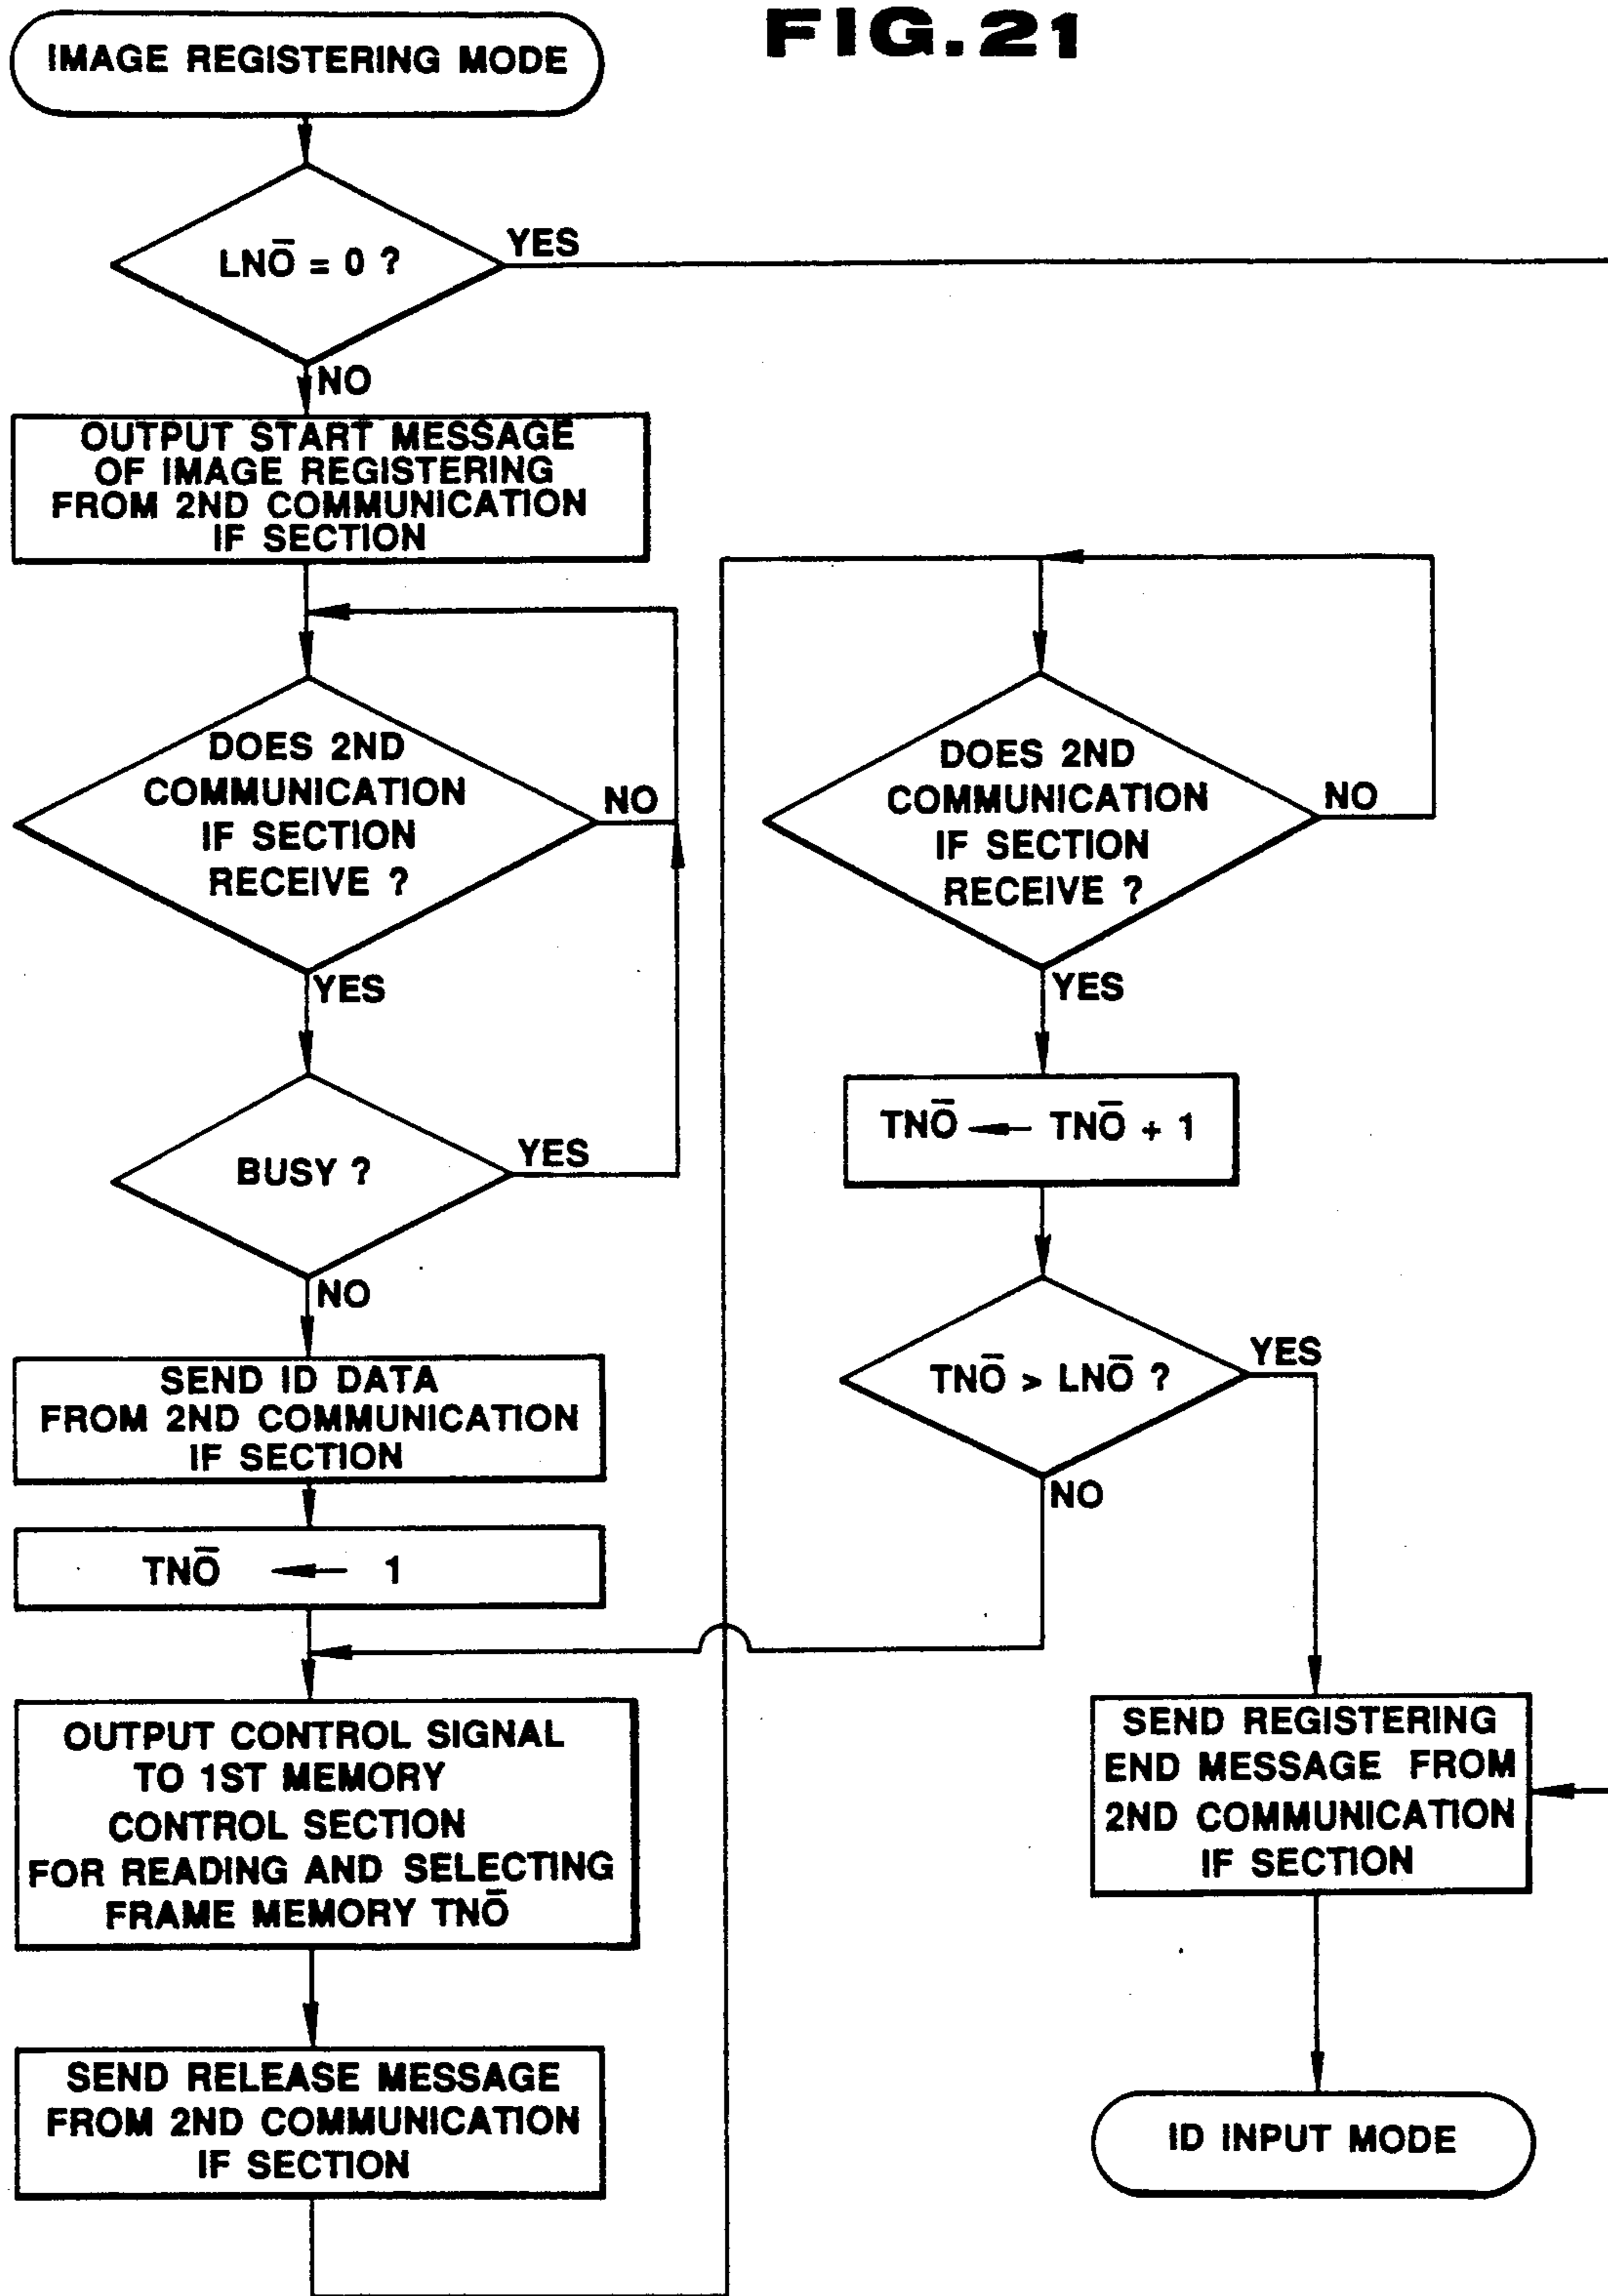 FIG.21
IMAGE REGISTERING MODE
LNŌ = 0 ?
YES
NO
OUTPUT START MESSAGE
OF IMAGE REGISTERING
FROM 2ND COMMUNICATION
IF SECTION
DOES 2ND
COMMUNICATION
IF SECTION
RECEIVE ?
NO
YES
BUSY ?
YES
NO
SEND ID DATA
FROM 2ND COMMUNICATION
IF SECTION
TNŌ ← 1
OUTPUT CONTROL SIGNAL
TO 1ST MEMORY
CONTROL SECTION
FOR READING AND SELECTING
FRAME MEMORY TNŌ
SEND RELEASE MESSAGE
FROM 2ND COMMUNICATION
IF SECTION
DOES 2ND
COMMUNICATION
IF SECTION
RECEIVE ?
NO
YES
TNŌ ← TNŌ + 1
TNŌ > LNŌ ?
YES
NO
SEND REGISTERING
END MESSAGE FROM
2ND COMMUNICATION
IF SECTION
ID INPUT MODE